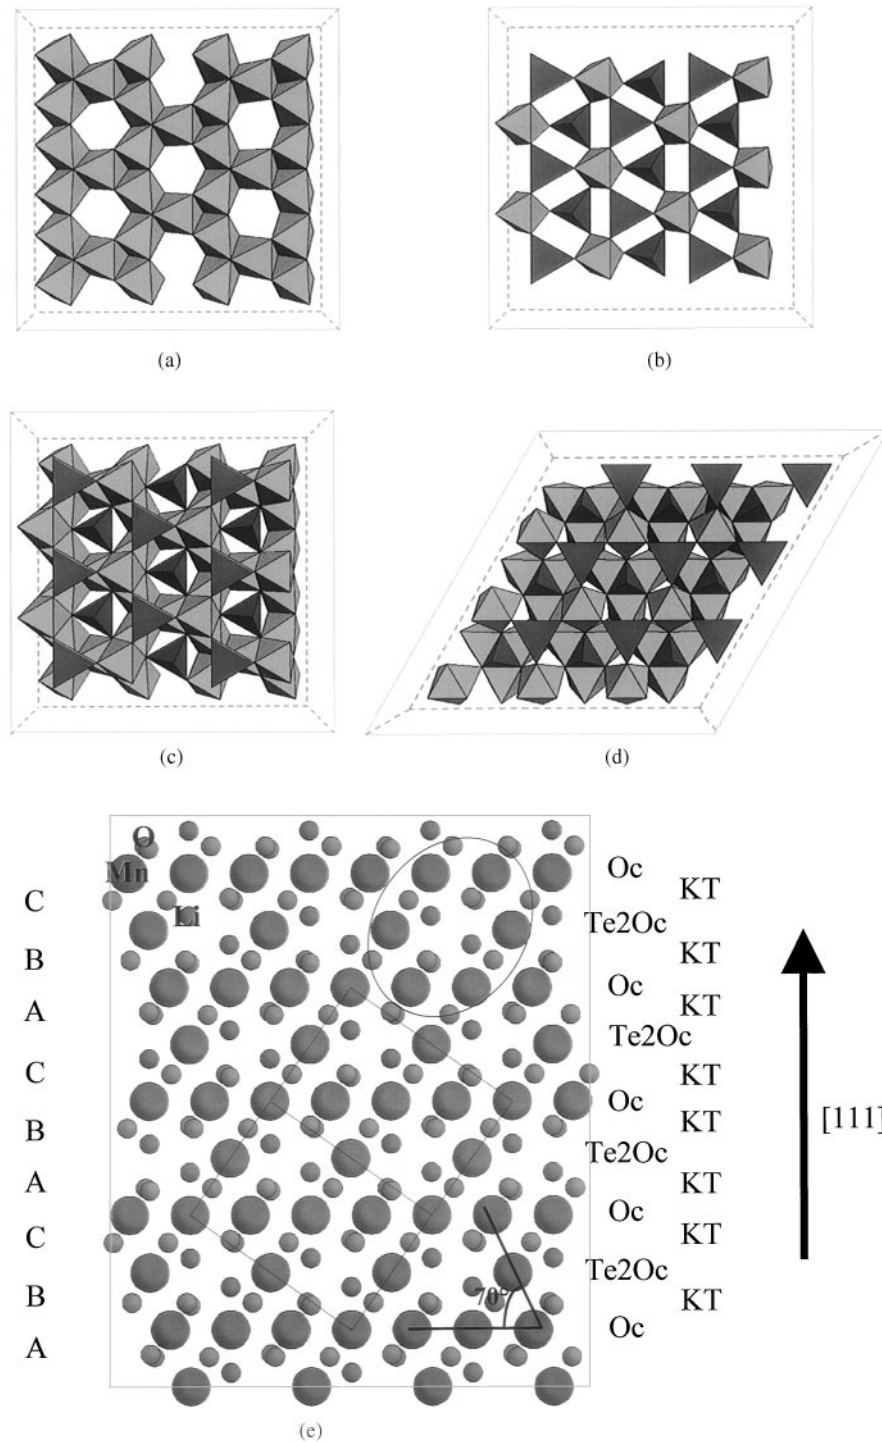 (a)
(b)
(c)
(d)
O
Mn
Li
C
B
A
C
B
A
C
B
A
Oc
KT
Te2Oc
KT
Oc
KT
Te2Oc
KT
Oc
KT
Te2Oc
KT
Oc
KT
Te2Oc
KT
Oc
[111]
70°
(e)